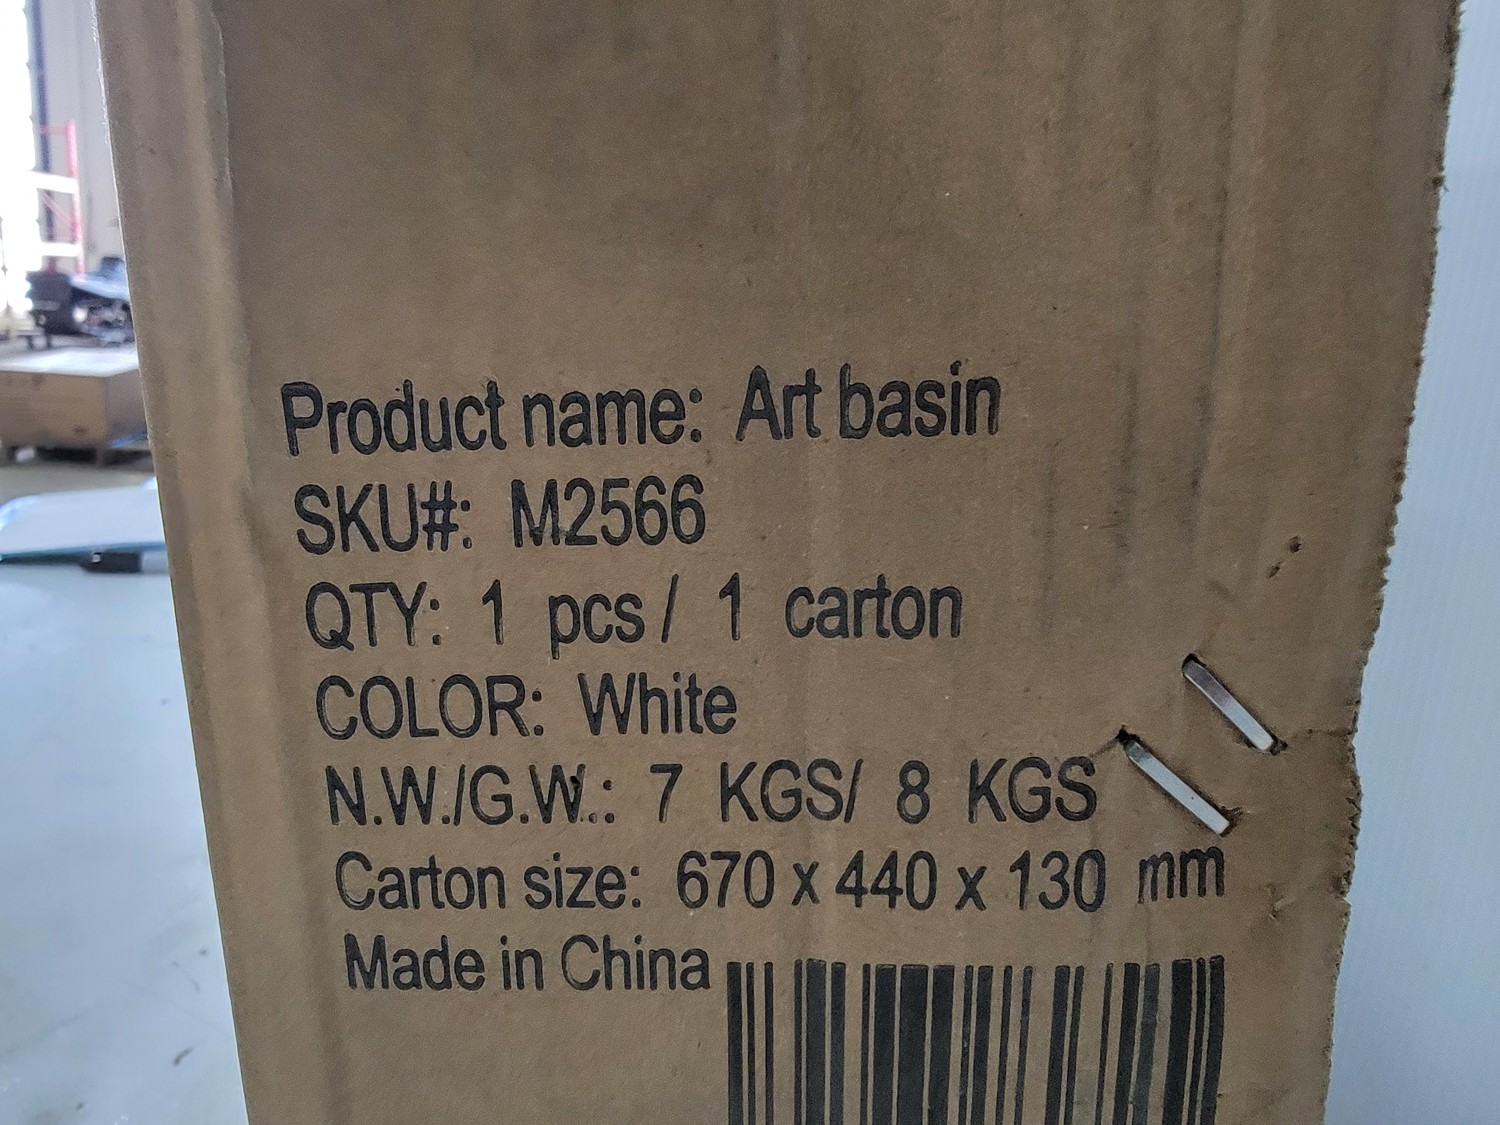 Product name: Art basin
SKU#: M2566
QTY: 1 pcs / 1 carton
COLOR: White
N.W./G.W.: 7 KGS/ 8 KGS
Carton size: 670 x 440 x 130 mm
Made in China